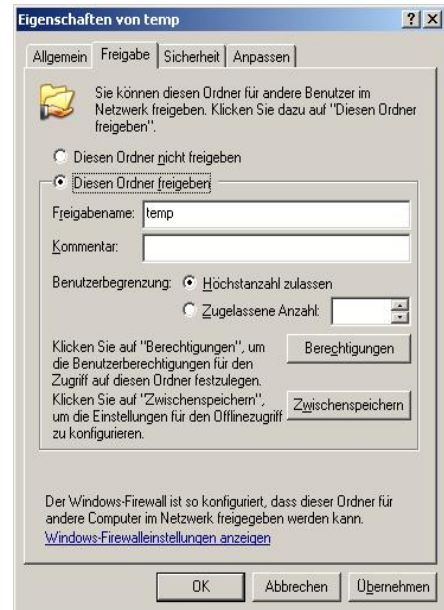 Eigenschaften von temp
Allgemein Freigabe Sicherheit Anpassen
Sie können diesen Ordner für andere Benutzer im
Netzwerk freigeben. Klicken Sie dazu auf "Diesen Ordner
freigeben".
Diesen Ordner nicht freigeben
Diesen Ordner freigeben
Freigabename: temp
Kommentar:
Benutzerbegrenzung: Höchstanzahl zulassen
Zugelassene Anzahl:
Klicken Sie auf "Berechtigungen", um
die Benutzerberechtigungen für den
Zugriff auf diesen Ordner festzulegen.
Berechtigungen
Klicken Sie auf "Zwischenspeichern",
um die Einstellungen für den Offlinezugriff
zu konfigurieren.
Zwischenspeichern
Der Windows-Firewall ist so konfiguriert, dass dieser Ordner für
andere Computer im Netzwerk freigegeben werden kann.
Windows-Firewalleinstellungen anzeigen
OK Abbrechen Übernehmen